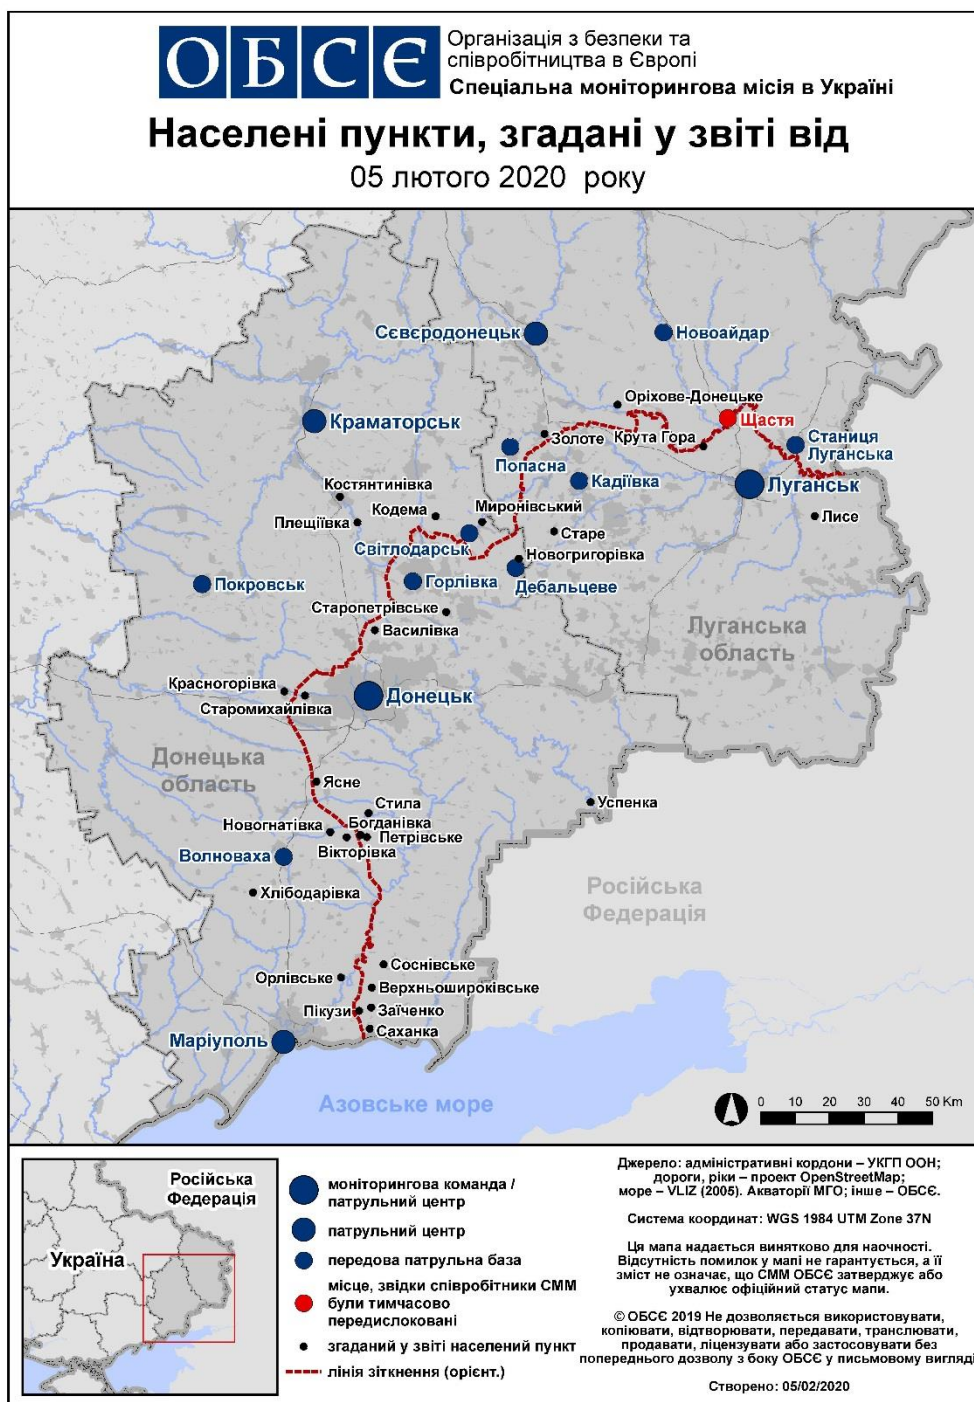 ОБСЄ
Організація з безпеки та
співробітництва в Європі
Спеціальна моніторингова місія в Україні
Населені пункти, згадані у звіті від
05 лютого 2020 року
Сєвєродонецьк
Новоайдар
Оріхове-Донецьке
Щастя
Краматорськ
Золоте
Крута Гора
Станиця
Луганська
Попасна
Кадіївка
Луганськ
Костянтинівка
Кодема
Миронівський
Плещіївка
Старе
Лисе
Світлодарськ
Новогригорівка
Покровськ
Горлівка
Дебальцеве
Старопетрівське
Василівка
Луганська
область
Красногорівка
Старомихайлівка
Донецьк
Донецька
область
Ясне
Стила
Успенка
Новогнатівка
Богданівка
Петрівське
Вікторівка
Волноваха
Хлібодарівка
Російська
Федерація
Соснівське
Орлівське
Верхньошироківське
Пікузи
Заїченко
Саханка
Маріуполь
Азовське море
0 10 20 30 40 50 Km
Російська
Федерація
Україна
моніторингова команда /
патрульний центр
патрульний центр
передова патрульна база
місце, звідки співробітники СММ
були тимчасово
передислоковані
згаданий у звіті населений пункт
лінія зіткнення (орієнт.)
Джерело: адміністративні кордони – УКГП ООН;
дороги, ріки – проект OpenStreetMap;
море – VLIZ (2005). Акваторії МГО; інше – ОБСЄ.
Система координат: WGS 1984 UTM Zone 37N
Ця мапа надається винятково для наочності.
Відсутність помилок у мапі не гарантується, а її
зміст не означає, що СММ ОБСЄ затверджує або
ухвалює офіційний статус мапи.
© ОБСЄ 2019 Не дозволяється використовувати,
копіювати, відтворювати, передавати, транслювати,
продавати, ліцензувати або застосовувати без
попереднього дозволу з боку ОБСЄ у письмовому вигляді
Створено: 05/02/2020